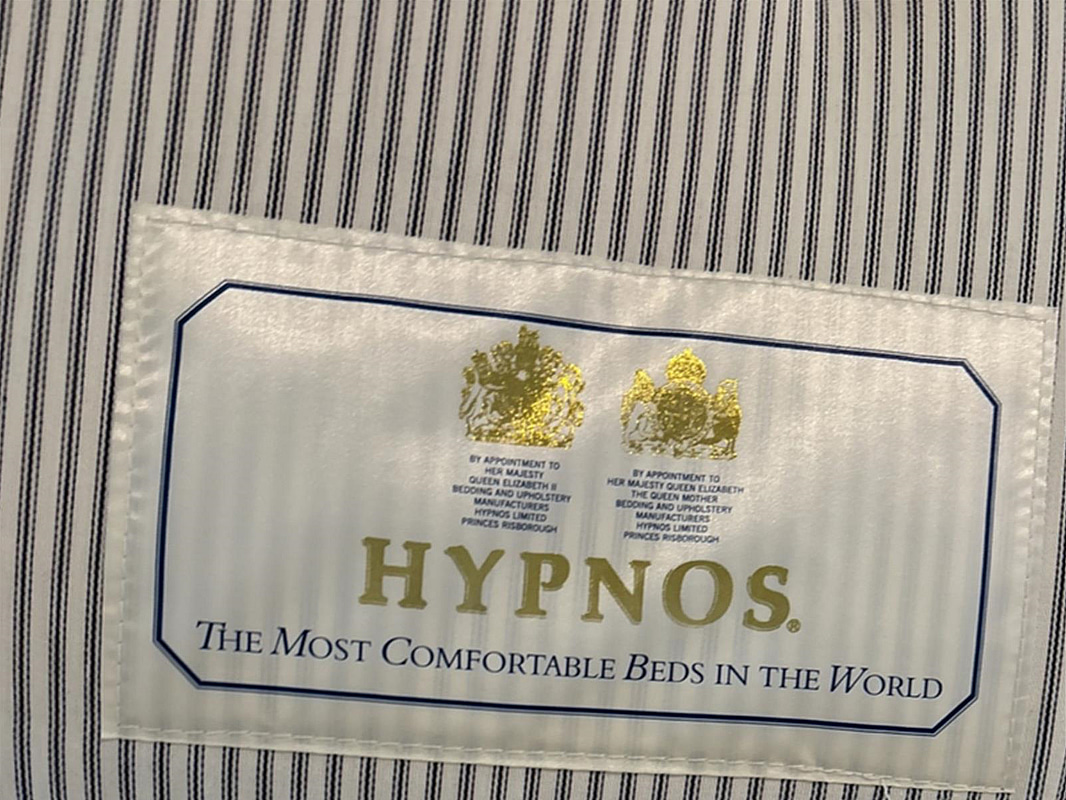 BY APPOINTMENT TO
HER MAJESTY
QUEEN ELIZABETH II
BEDDING AND UPHOLSTERY
MANUFACTURERS
HYPNOS LIMITED
PRINCES RISBOROUGH
BY APPOINTMENT TO
HER MAJESTY QUEEN ELIZABETH
THE QUEEN MOTHER
BEDDING AND UPHOLSTERY
MANUFACTURERS
HYPNOS LIMITED
PRINCES RISBOROUGH
HYPNOS®
THE MOST COMFORTABLE BEDS IN THE WORLD